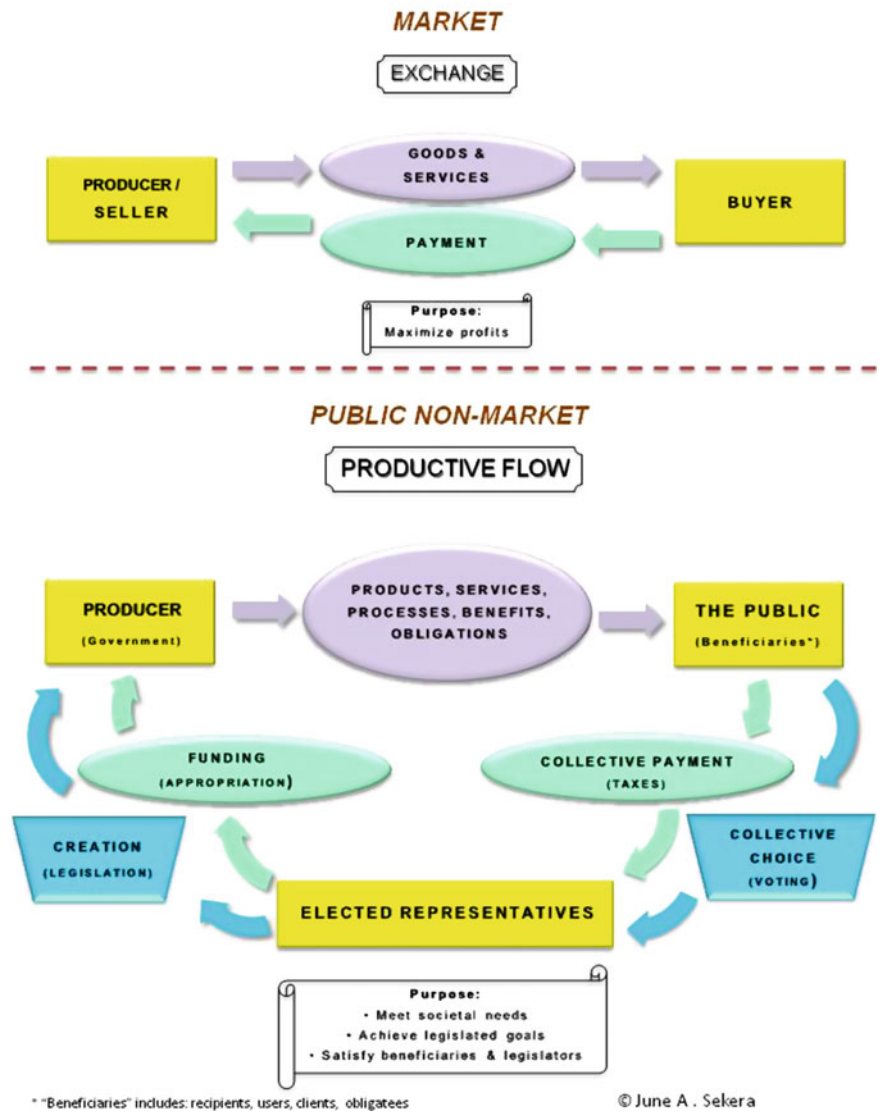 MARKET
EXCHANGE
PRODUCER /
SELLER
GOODS &
SERVICES
PAYMENT
BUYER
Purpose:
Maximize profits
PUBLIC NON-MARKET
PRODUCTIVE FLOW
PRODUCER
(Government)
PRODUCTS, SERVICES,
PROCESSES, BENEFITS,
OBLIGATIONS
THE PUBLIC
(Beneficiaries*)
FUNDING
(APPROPRIATION)
COLLECTIVE PAYMENT
(TAXES)
CREATION
(LEGISLATION)
COLLECTIVE
CHOICE
(VOTING)
ELECTED REPRESENTATIVES
Purpose:
• Meet societal needs
• Achieve legislated goals
• Satisfy beneficiaries & legislators
* "Beneficiaries" includes: recipients, users, clients, obligatees
© June A. Sekera